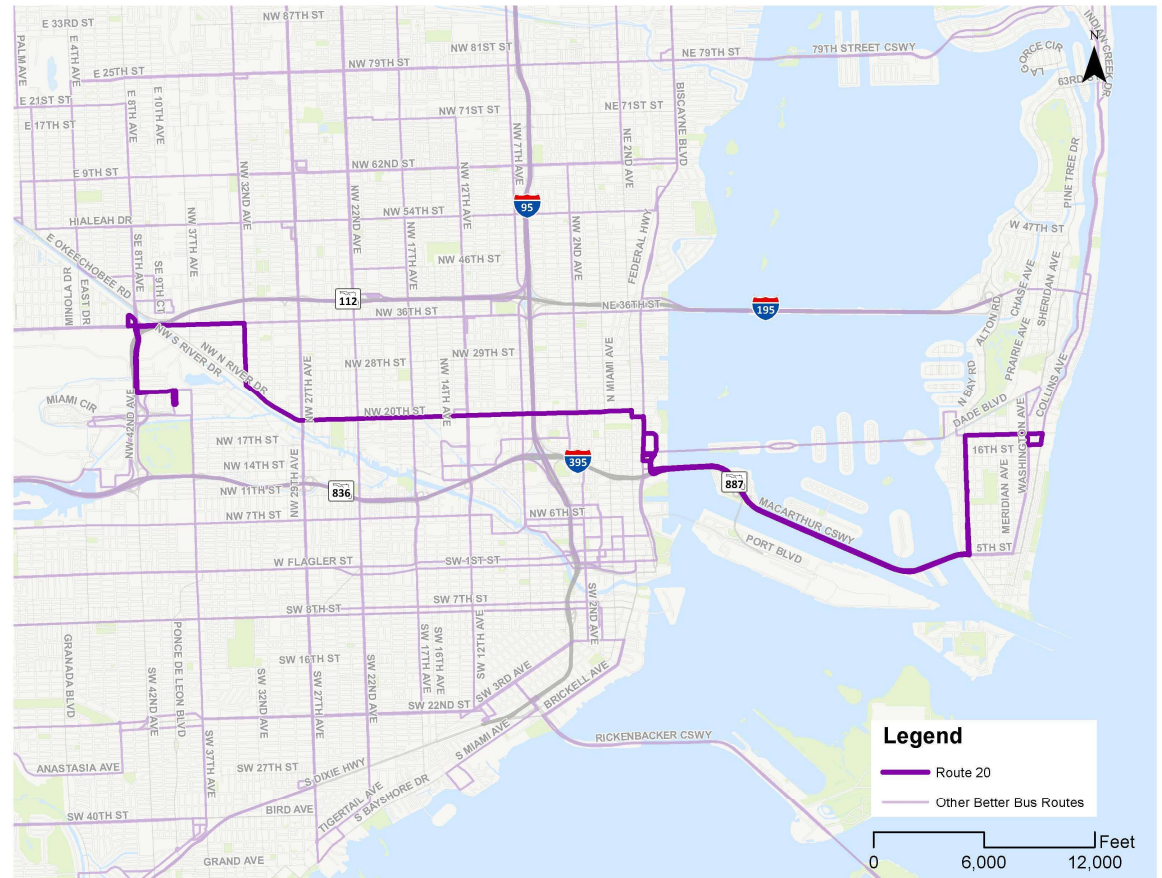 E 33RD ST
NW 87TH ST
PALM AVE
E 4TH AVE
NW 81ST ST
NE 79TH ST
79TH STREET CSWY
INDIAN CREEK DR
LA GORCE CIR
N
E 25TH ST
NW 79TH ST
63RD
E 21ST ST
E 8TH AVE
E 10TH AVE
NW 71ST ST
NE 71ST ST
BISCAYNE BLVD
E 17TH ST
NW 7TH AVE
NE 2ND AVE
PINE TREE DR
E 9TH ST
NW 32ND AVE
NW 62ND ST
NW 12TH AVE
NW 22ND AVE
95
HIALEAH DR
NW 37TH AVE
NW 54TH ST
NW 17TH AVE
NW 2ND AVE
FEDERAL HWY
W 47TH ST
E OKEECHOBEE RD
SE 8TH AVE
SE 9TH CT
NW 46TH ST
CHASE AVE
SHERIDAN AVE
MINOLA DR
EAST DR
112
NW 36TH ST
NE 36TH ST
195
ALTON RD
PRAIRIE AVE
NW S RIVER DR
NW N RIVER DR
NW 28TH ST
NW 29TH ST
N MIAMI AVE
NW 27TH AVE
NW 14TH AVE
N BAY RD
COLLINS AVE
MIAMI CIR
NW 42ND AVE
NW 20TH ST
DADE BLVD
WASHINGTON AVE
NW 17TH ST
16TH ST
NW 14TH ST
395
NW 29TH AVE
MERIDIAN AVE
NW 11TH ST
836
887
NW 7TH ST
NW 6TH ST
MACARTHUR CSWY
PORT BLVD
5TH ST
W FLAGLER ST
SW 1ST ST
SW 7TH ST
SW 8TH ST
SW 2ND AVE
SW 12TH AVE
GRANADA BLVD
PONCE DE LEON BLVD
SW 16TH ST
SW 17TH AVE
SW 16TH AVE
SW 42ND AVE
SW 32ND AVE
SW 27TH AVE
SW 22ND AVE
SW 3RD AVE
BRICKELL AVE
SW 22ND ST
SW 37TH AVE
S MIAMI AVE
RICKENBACKER CSWY
ANASTASIA AVE
SW 27TH ST
S DIXIE HWY
TIGERTAIL AVE
S BAYSHORE DR
BIRD AVE
SW 40TH ST
GRAND AVE
Legend
Route 20
Other Better Bus Routes
Feet
0 6,000 12,000